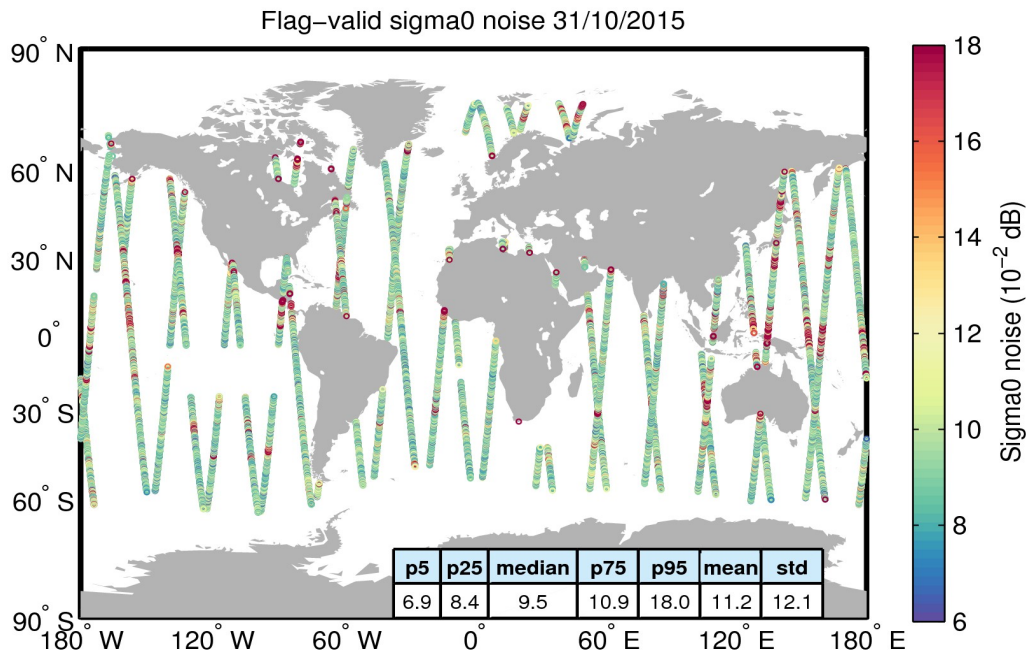 Flag−valid sigma0 noise 31/10/2015
90° N
60° N
30° N
0°
30° S
60° S
90° S
180° W
120° W
60° W
0°
60° E
120° E
180° E
p5 p25 median p75 p95 mean std
6.9 8.4 9.5 10.9 18.0 11.2 12.1
18
16
14
12
10
8
6
Sigma0 noise (10⁻² dB)